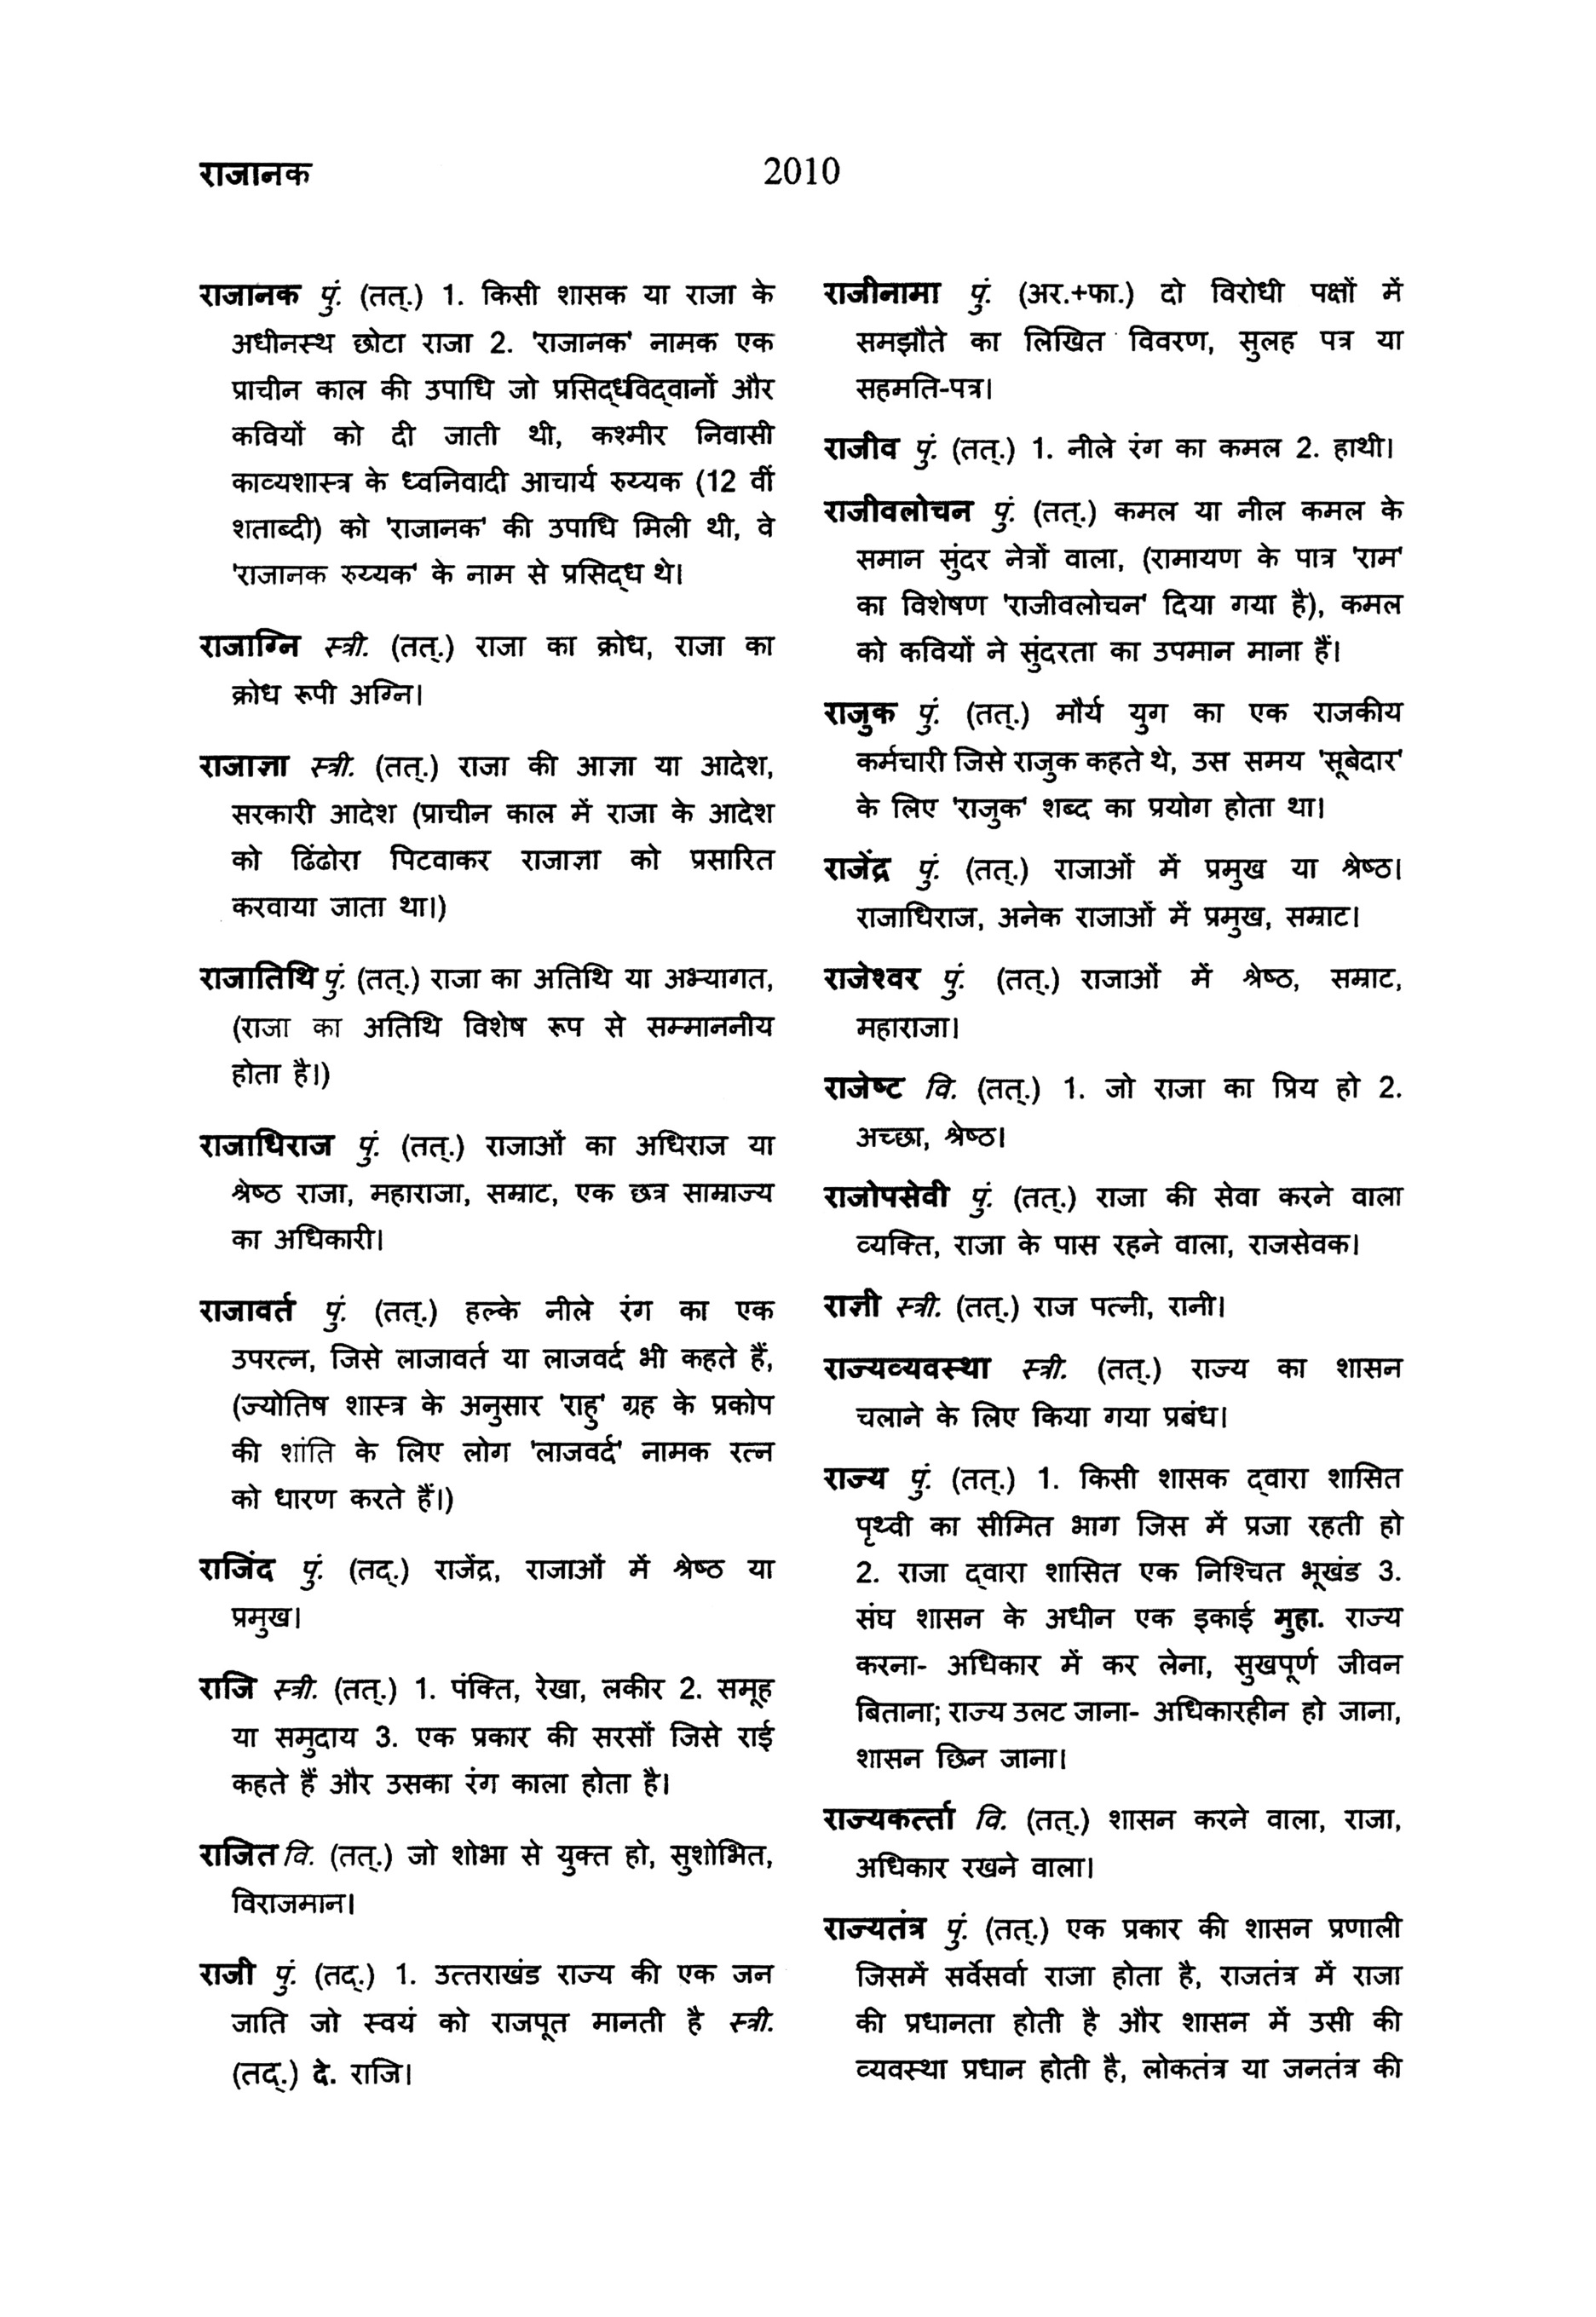 राजानक
2010
राजानक पुं. (तत्.) 1. किसी शासक या राजा के
अधीनस्थ छोटा राजा 2. 'राजानक' नामक एक
प्राचीन काल की उपाधि जो प्रसिद्धविद्वानों और
कवियों को दी जाती थी, कश्मीर निवासी
काव्यशास्त्र के ध्वनिवादी आचार्य रुय्यक (12 वीं
शताब्दी) को 'राजानक' की उपाधि मिली थी, वे
'राजानक रुय्यक' के नाम से प्रसिद्ध थे।
राजाग्नि स्त्री. (तत्.) राजा का क्रोध, राजा का
क्रोध रूपी अग्नि।
राजाज्ञा स्त्री. (तत्.) राजा की आज्ञा या आदेश,
सरकारी आदेश (प्राचीन काल में राजा के आदेश
को ढिंढोरा पिटवाकर राजाज्ञा को प्रसारित
करवाया जाता था।)
राजातिथि पुं. (तत्.) राजा का अतिथि या अभ्यागत,
(राजा का अतिथि विशेष रूप से सम्माननीय
होता है।)
राजाधिराज पुं. (तत्.) राजाओं का अधिराज या
श्रेष्ठ राजा, महाराजा, सम्राट, एक छत्र साम्राज्य
का अधिकारी।
राजावर्त पुं. (तत्.) हल्के नीले रंग का एक
उपरत्न, जिसे लाजावर्त या लाजवर्द भी कहते हैं,
(ज्योतिष शास्त्र के अनुसार 'राहु' ग्रह के प्रकोप
की शांति के लिए लोग 'लाजवर्द' नामक रत्न
को धारण करते हैं।)
राजिंद पुं. (तद्.) राजेंद्र, राजाओं में श्रेष्ठ या
प्रमुख।
राजि स्त्री. (तत्.) 1. पंक्ति, रेखा, लकीर 2. समूह
या समुदाय 3. एक प्रकार की सरसों जिसे राई
कहते हैं और उसका रंग काला होता है।
राजित वि. (तत्.) जो शोभा से युक्त हो, सुशोभित,
विराजमान।
राजी पुं. (तद्.) 1. उत्तराखंड राज्य की एक जन
जाति जो स्वयं को राजपूत मानती है स्त्री.
(तद्.) दे. राजि।
राजीनामा पुं. (अर.+फा.) दो विरोधी पक्षों में
समझौते का लिखित विवरण, सुलह पत्र या
सहमति-पत्र।
राजीव पुं. (तत्.) 1. नीले रंग का कमल 2. हाथी।
राजीवलोचन पुं. (तत्.) कमल या नील कमल के
समान सुंदर नेत्रों वाला, (रामायण के पात्र 'राम'
का विशेषण 'राजीवलोचन' दिया गया है), कमल
को कवियों ने सुंदरता का उपमान माना हैं।
राजुक पुं. (तत्.) मौर्य युग का एक राजकीय
कर्मचारी जिसे राजुक कहते थे, उस समय 'सूबेदार'
के लिए 'राजुक' शब्द का प्रयोग होता था।
राजेंद्र पुं. (तत्.) राजाओं में प्रमुख या श्रेष्ठ।
राजाधिराज, अनेक राजाओं में प्रमुख, सम्राट।
राजेश्वर पुं. (तत्.) राजाओं में श्रेष्ठ, सम्राट,
महाराजा।
राजेष्ट वि. (तत्.) 1. जो राजा का प्रिय हो 2.
अच्छा, श्रेष्ठ।
राजोपसेवी पुं. (तत्.) राजा की सेवा करने वाला
व्यक्ति, राजा के पास रहने वाला, राजसेवक।
राज्ञी स्त्री. (तत्.) राज पत्नी, रानी।
राज्यव्यवस्था स्त्री. (तत्.) राज्य का शासन
चलाने के लिए किया गया प्रबंध।
राज्य पुं. (तत्.) 1. किसी शासक द्वारा शासित
पृथ्वी का सीमित भाग जिस में प्रजा रहती हो
2. राजा द्वारा शासित एक निश्चित भूखंड 3.
संघ शासन के अधीन एक इकाई मुहा. राज्य
करना- अधिकार में कर लेना, सुखपूर्ण जीवन
बिताना; राज्य उलट जाना- अधिकारहीन हो जाना,
शासन छिन जाना।
राज्यकर्त्ता वि. (तत्.) शासन करने वाला, राजा,
अधिकार रखने वाला।
राज्यतंत्र पुं. (तत्.) एक प्रकार की शासन प्रणाली
जिसमें सर्वेसर्वा राजा होता है, राजतंत्र में राजा
की प्रधानता होती है और शासन में उसी की
व्यवस्था प्रधान होती है, लोकतंत्र या जनतंत्र की